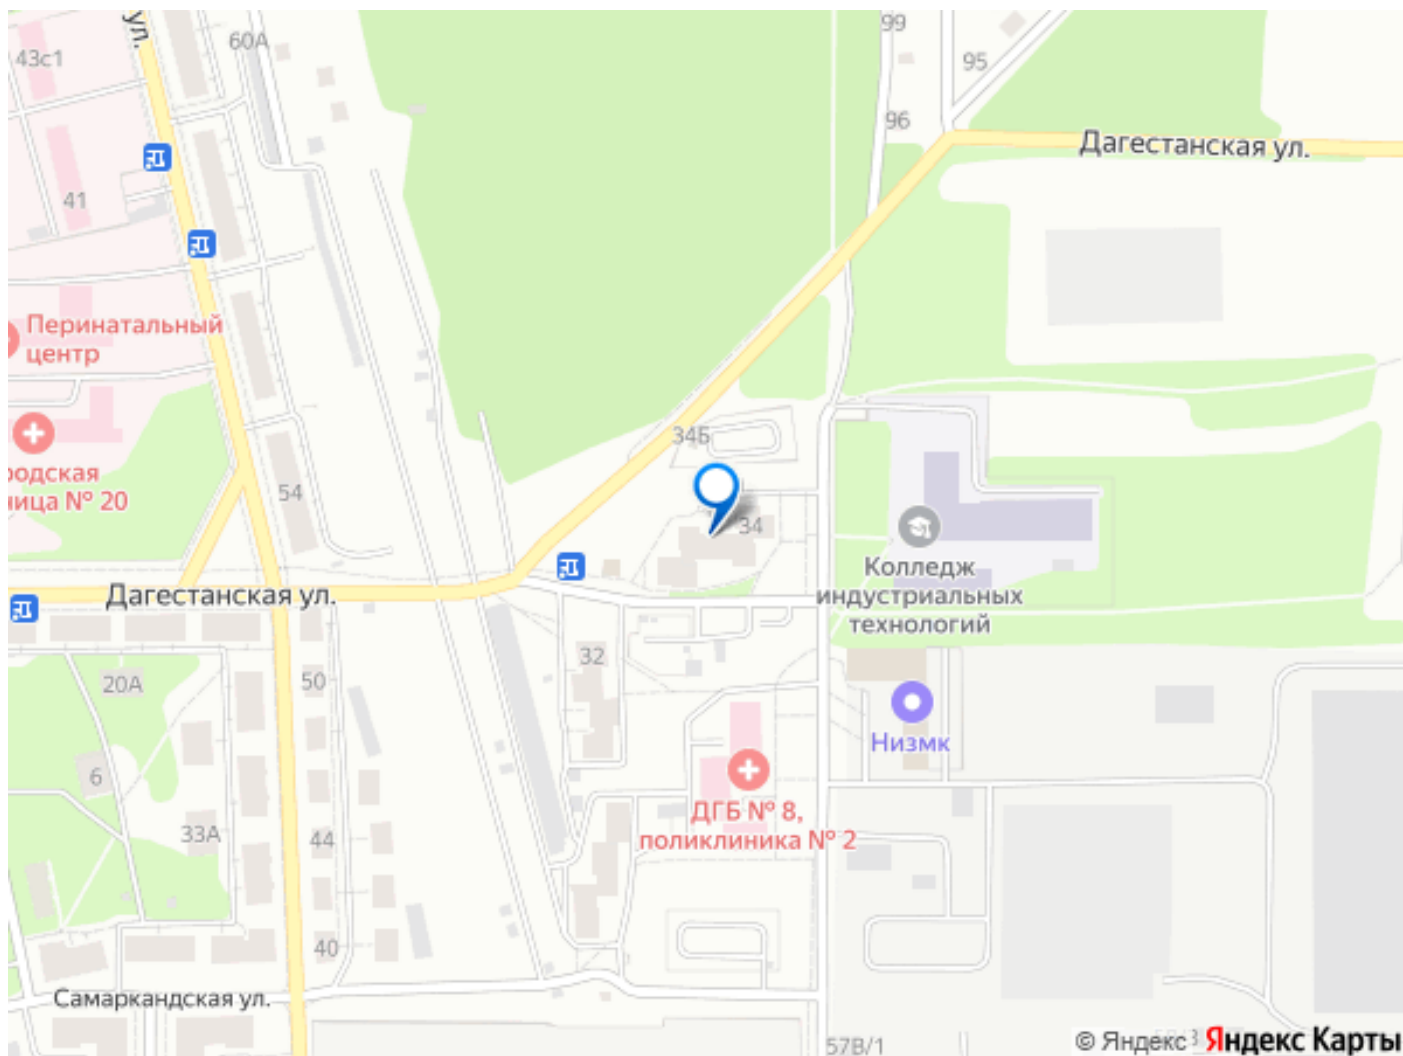 ул.
60А
43с1
99
95
96
Дагестанская ул.
41
Перинатальный
центр
34Б
родская
ница № 20
54
34
Колледж
индустриальных
технологий
Дагестанская ул.
32
20А
50
Низмк
6
ДГБ № 8,
поликлиника № 2
33А
44
40
Самаркандская ул.
57В/1
© Яндекс Яндекс Карты